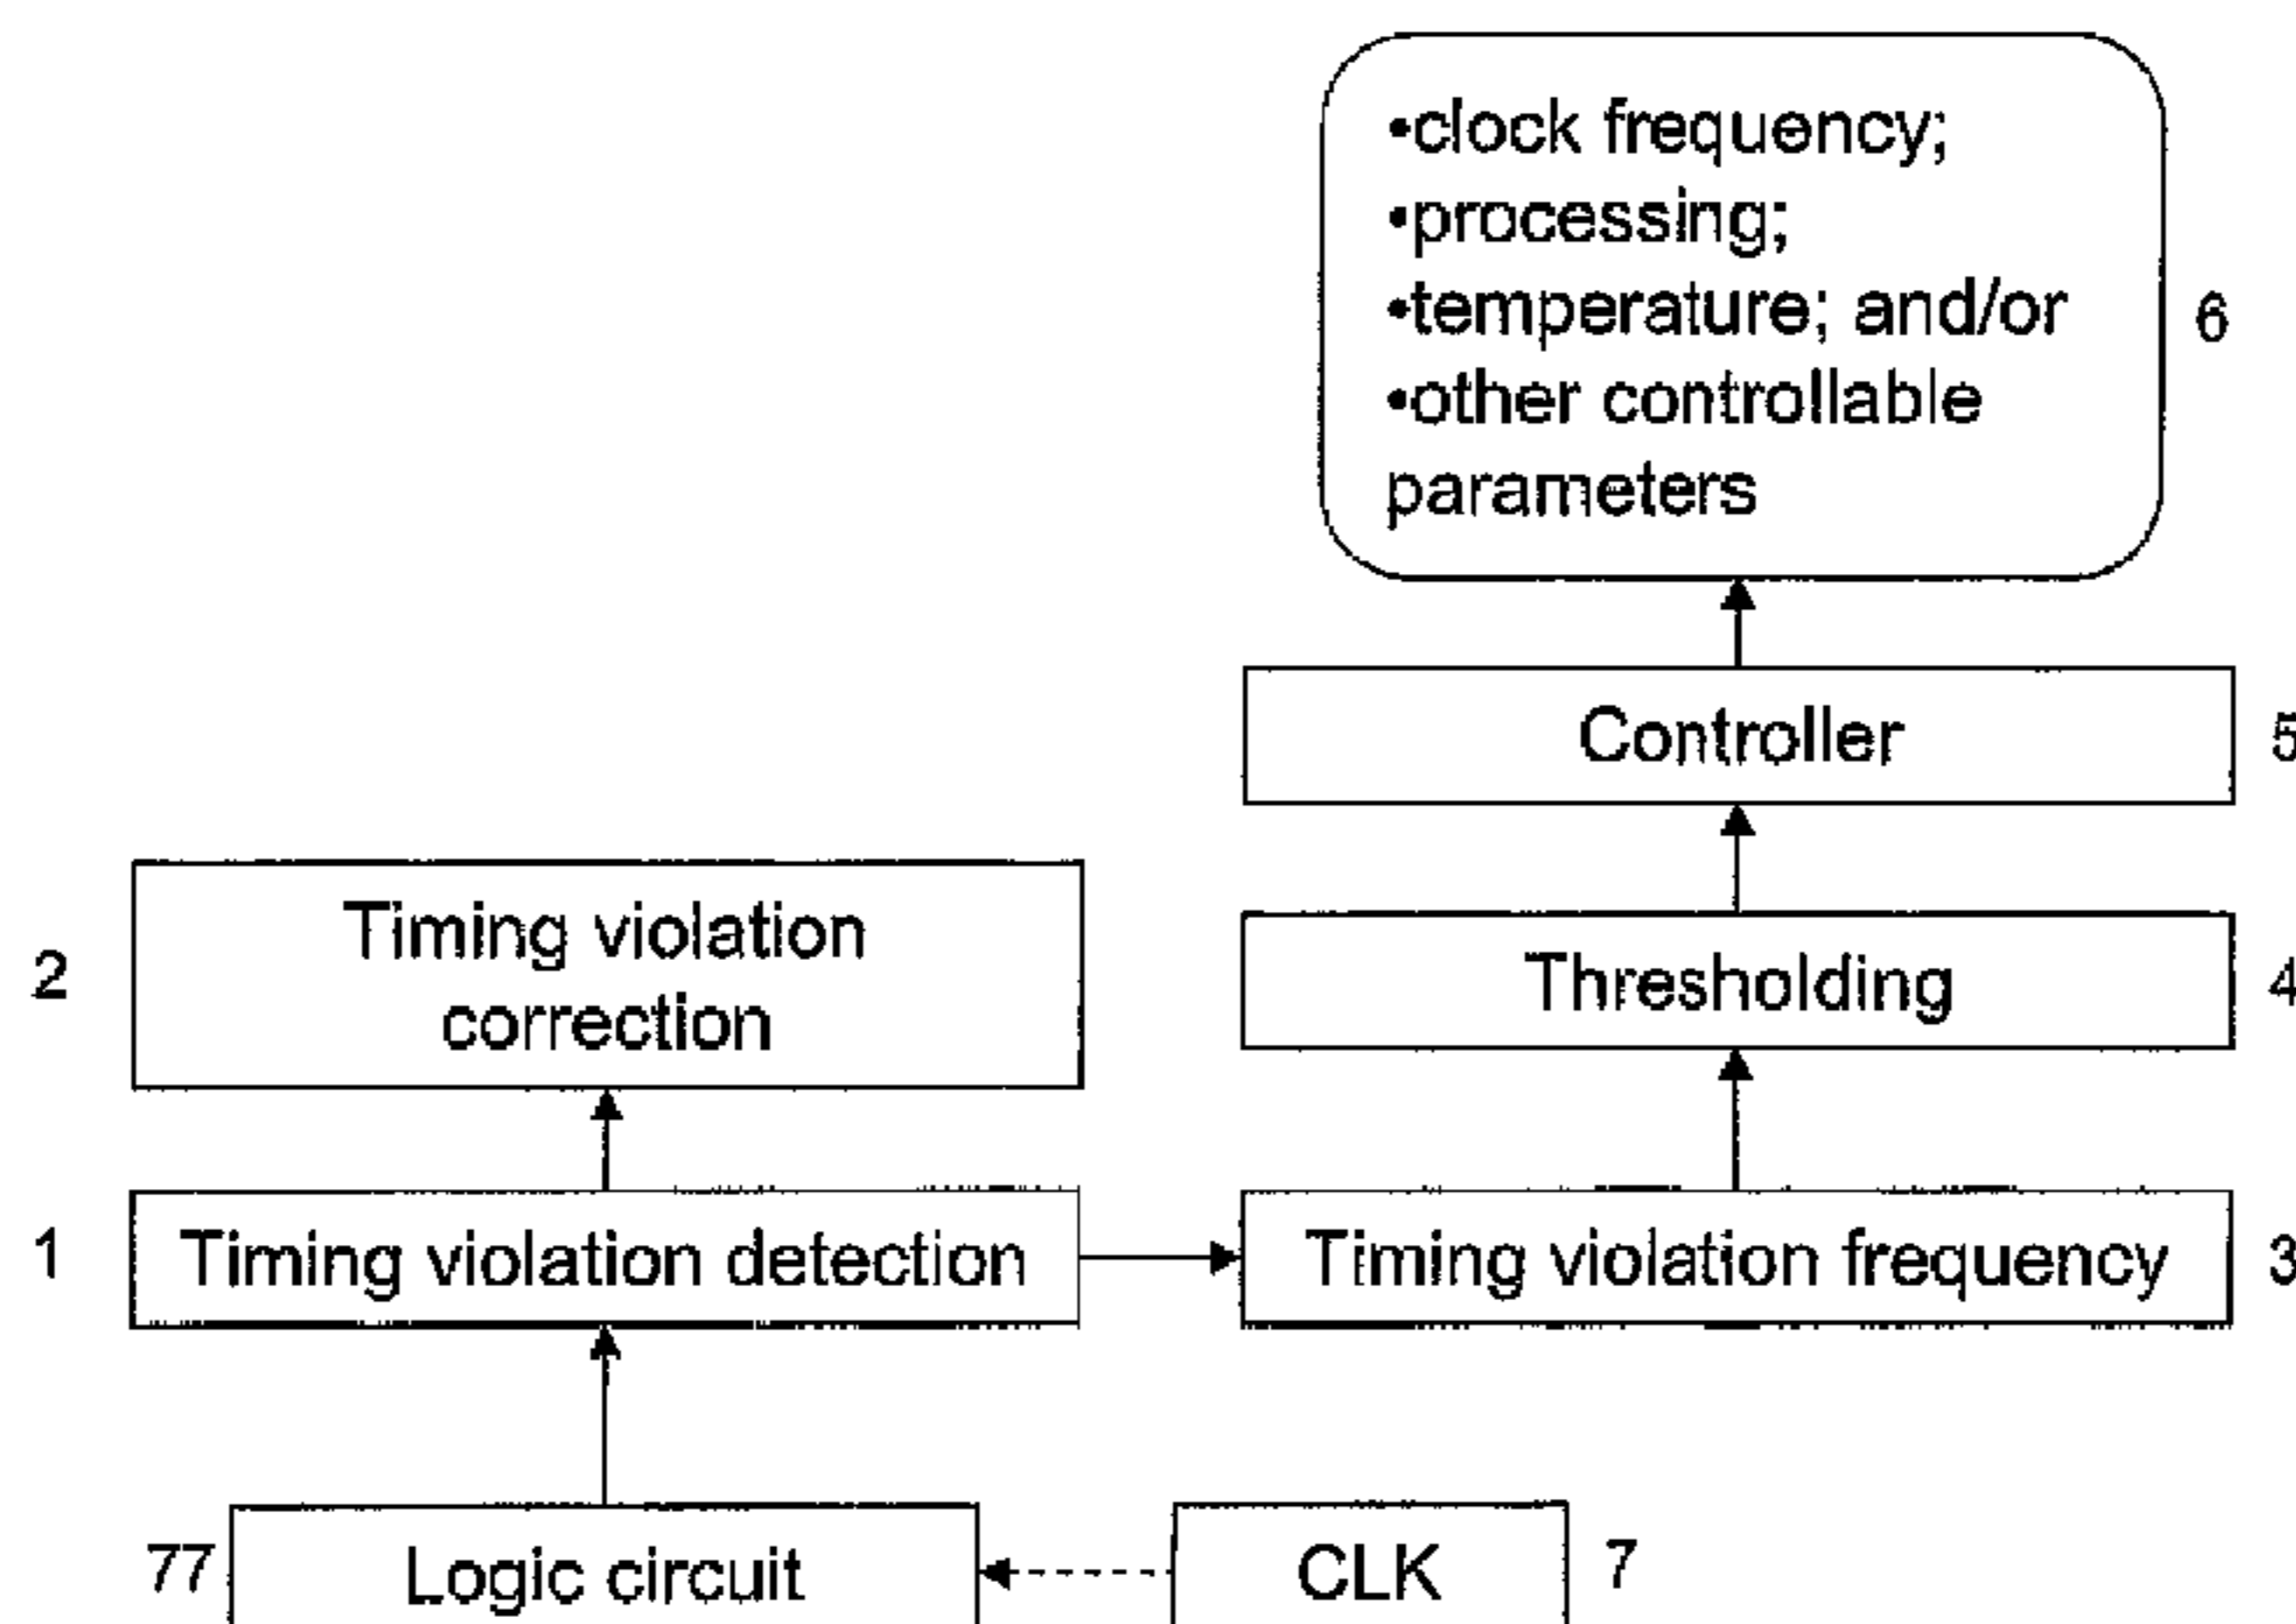 •clock frequency;
•processing;
•temperature; and/or
•other controllable
parameters
6
Controller
5
Timing violation
correction
2
Thresholding
4
1
Timing violation detection
Timing violation frequency
3
77
Logic circuit
CLK
7